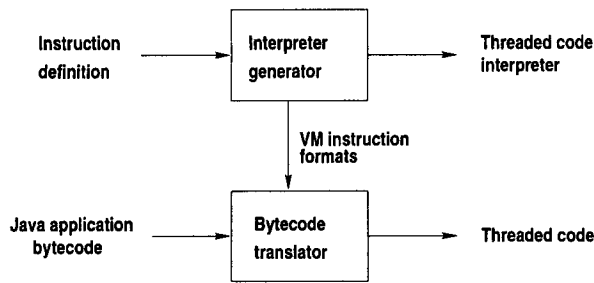 Instruction
definition
Interpreter
generator
Threaded code
interpreter
VM instruction
formats
Java application
bytecode
Bytecode
translator
Threaded code